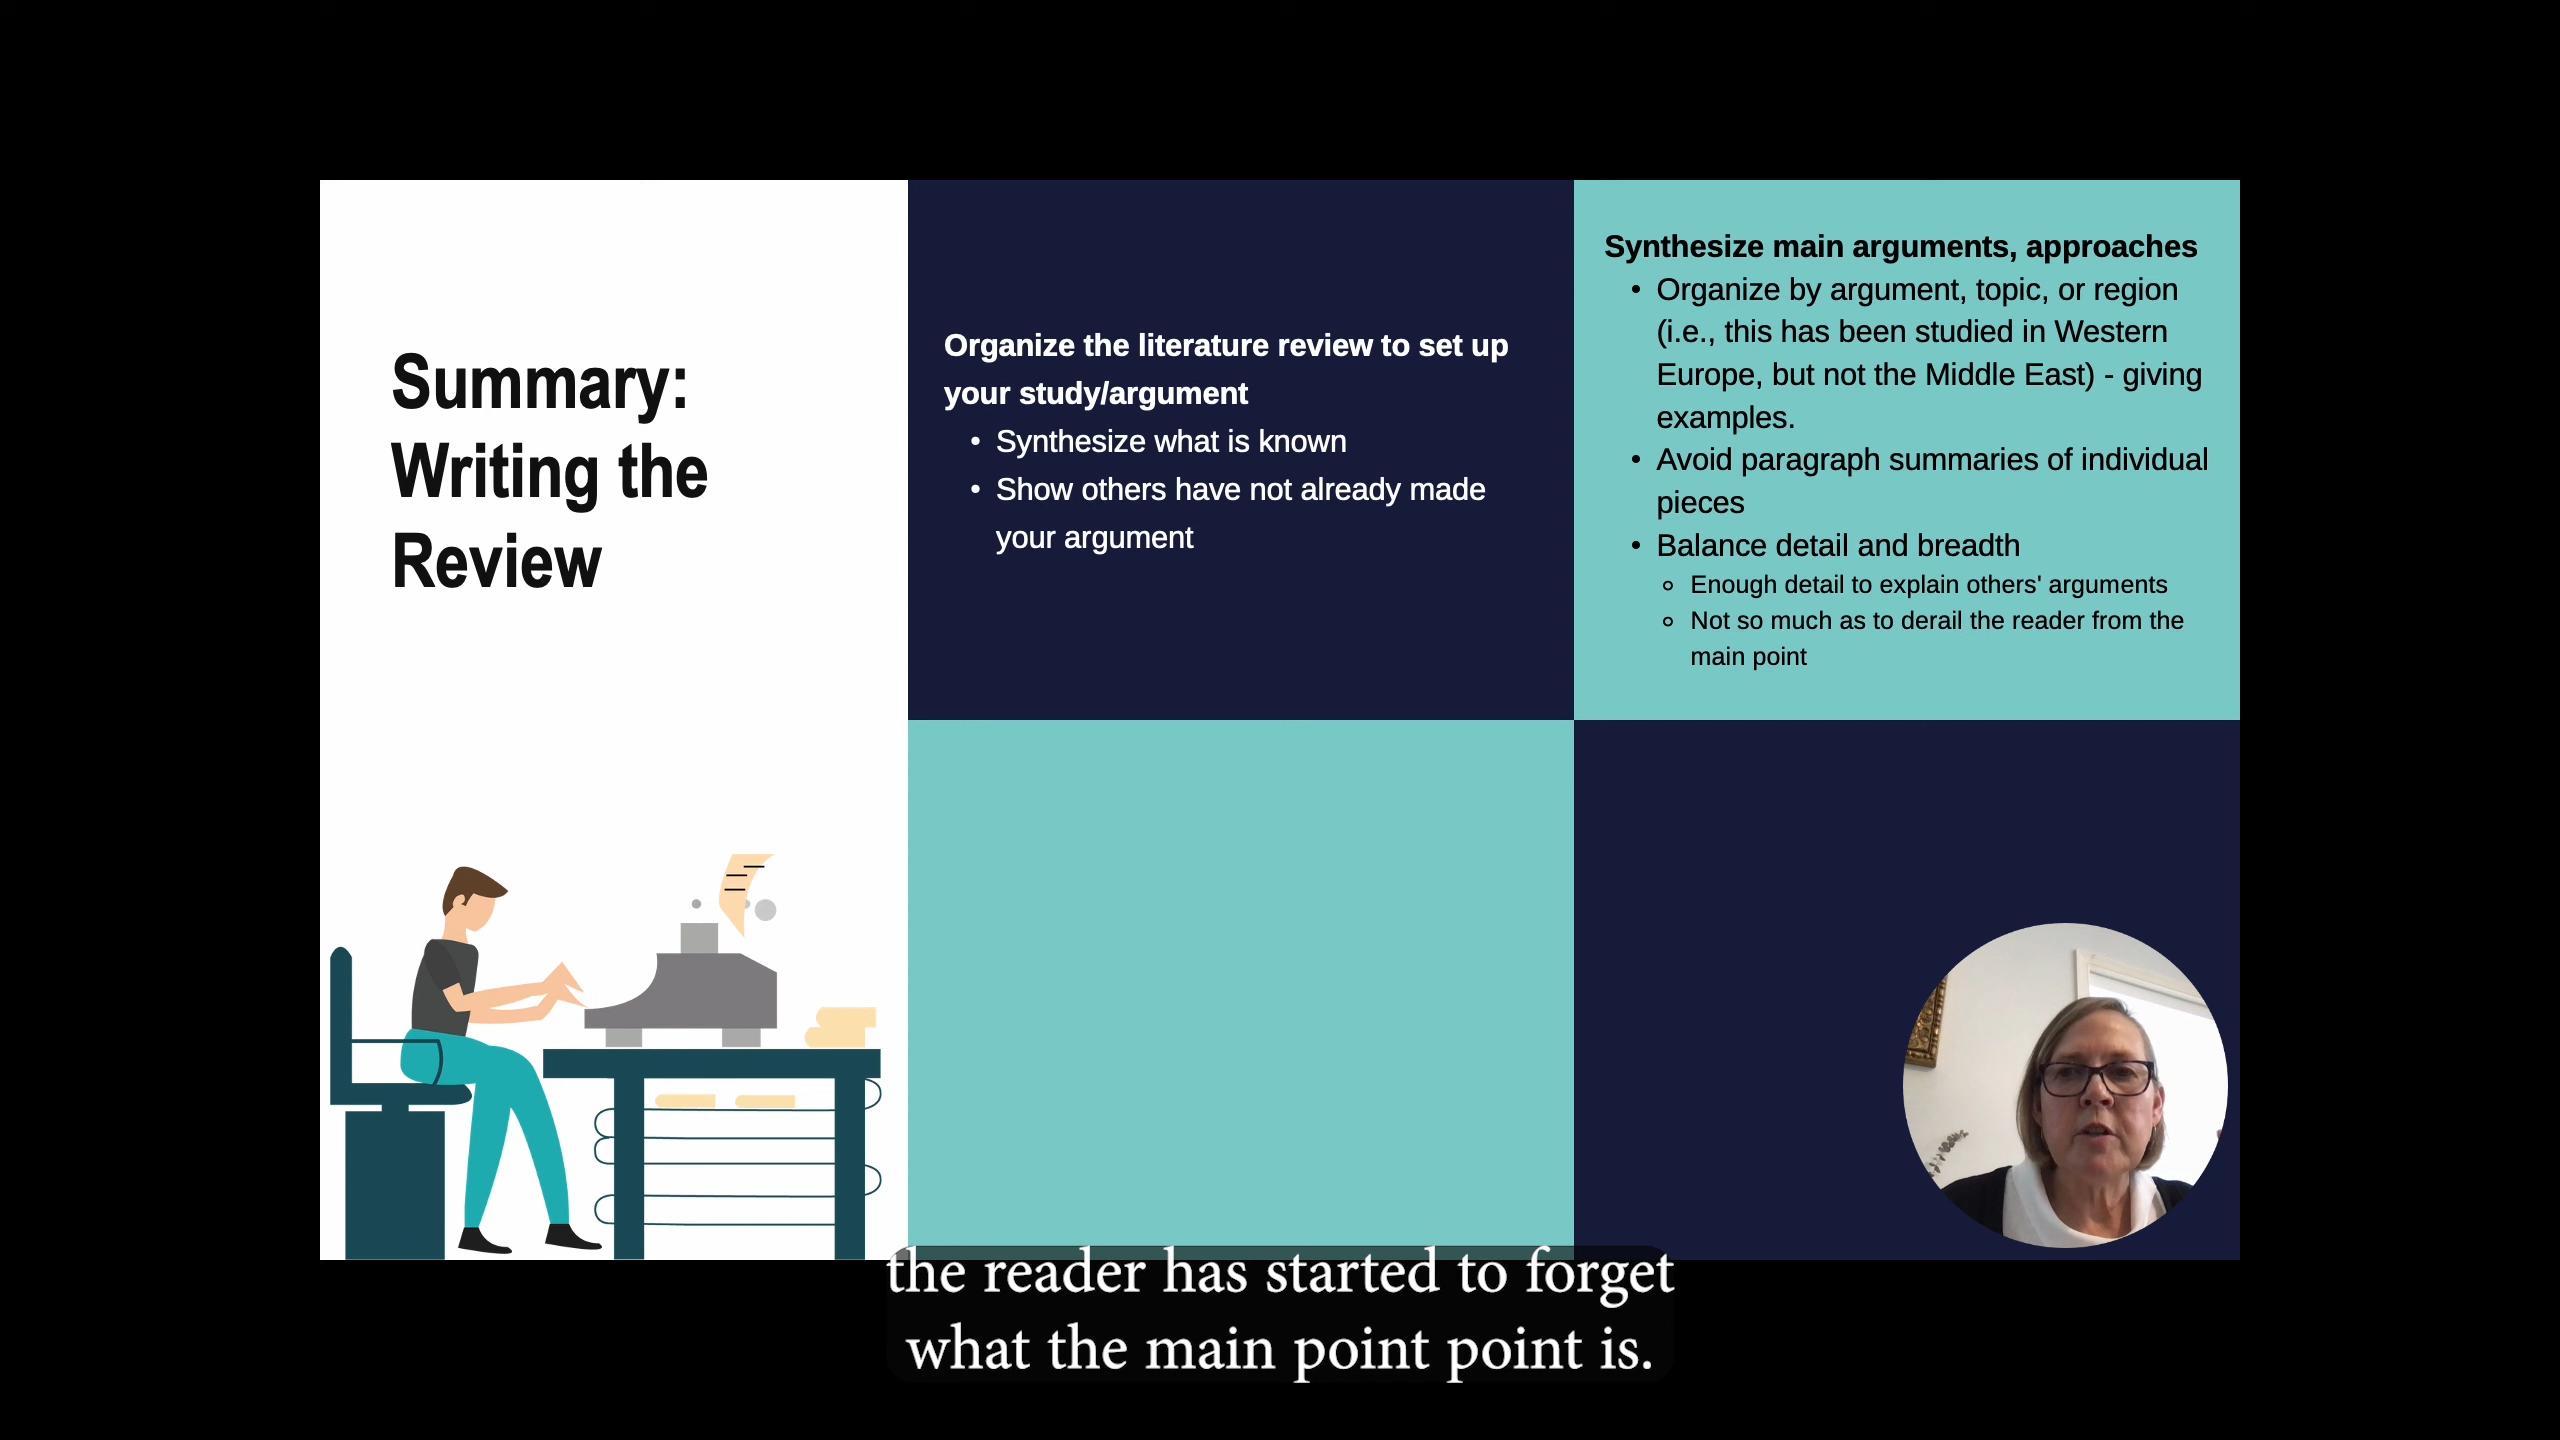 Summary:
Writing the
Review
Organize the literature review to set up
your study/argument
• Synthesize what is known
• Show others have not already made
your argument
Synthesize main arguments, approaches
• Organize by argument, topic, or region
(i.e., this has been studied in Western
Europe, but not the Middle East) - giving
examples.
• Avoid paragraph summaries of individual
pieces
• Balance detail and breadth
○ Enough detail to explain others' arguments
○ Not so much as to derail the reader from the
main point
the reader has started to forget
what the main point point is.